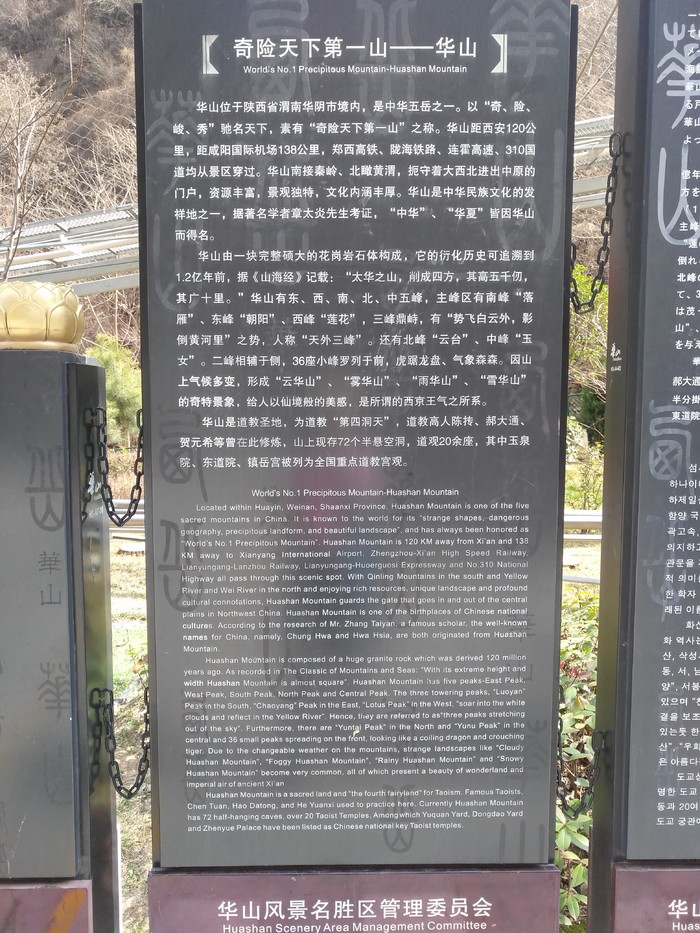 奇险天下第一山——华山
World's No.1 Precipitous Mountain-Huashan Mountain
华山位于陕西省渭南华阴市境内，是中华五岳之一。以“奇、险、
峻、秀”驰名天下，素有“奇险天下第一山”之称。华山距西安120公
里，距咸阳国际机场138公里，郑西高铁、陇海铁路、连霍高速、310国
道均从景区穿过。华山南接秦岭、北瞰黄渭，扼守着大西北进出中原的
门户，资源丰富，景观独特，文化内涵丰厚。华山是中华民族文化的发
祥地之一，据著名学者章太炎先生考证，“中华”、“华夏”皆因华山
而得名。
华山由一块完整硕大的花岗岩石体构成，它的衍化历史可追溯到
1.2亿年前，据《山海经》记载：“太华之山，削成四方，其高五千仞，
其广十里。”华山有东、西、南、北、中五峰，主峰区有南峰“落
雁”、东峰“朝阳”、西峰“莲花”，三峰鼎峙，有“势飞白云外，影
倒黄河里”之势，人称“天外三峰”。还有北峰“云台”、中峰“玉
女”。二峰相辅于侧，36座小峰罗列于前，虎踞龙盘、气象森森。因山
上气候多变，形成“云华山”、“雾华山”、“雨华山”、“雪华山”
的奇特景象，给人以仙境般的美感，是所谓的西京王气之所系。
华山是道教圣地，为道教“第四洞天”，道教高人陈抟、郝大通、
贺元希等曾在此修炼，山上现存72个半悬空洞，道观20余座，其中玉泉
院、东道院、镇岳宫被列为全国重点道教宫观。
World's No.1 Precipitous Mountain-Huashan Mountain
Located within Huayin, Weinan, Shaanxi Province, Huashan Mountain is one of the five
sacred mountains in China. It is known to the world for its "strange shapes, dangerous
geography, precipitous landform, and beautiful landscape", and has always been honored as
"World's No.1 Precipitous Mountain". Huashan Mountain is 120 KM away from Xi'an and 138
KM away to Xianyang International Airport. Zhengzhou-Xi'an High Speed Railway,
Lianyungang-Lanzhou Railway, Lianyungang-Huoerguosi Expressway and No.310 National
Highway all pass through this scenic spot. With Qinling Mountains in the south and Yellow
River and Wei River in the north and enjoying rich resources, unique landscape and profound
cultural connotations, Huashan Mountain guards the gate that goes in and out of the central
plains in Northwest China. Huashan Mountain is one of the birthplaces of Chinese national
cultures. According to the research of Mr. Zhang Taiyan, a famous scholar, the well-known
names for China, namely, Chung Hwa and Hwa Hsia, are both originated from Huashan
Mountain.
Huashan Mountain is composed of a huge granite rock which was derived 120 million
years ago. As recorded in The Classic of Mountains and Seas: "With its extreme height and
width Huashan Mountain is almost square". Huashan Mountain has five peaks-East Peak,
West Peak, South Peak, North Peak and Central Peak. The three towering peaks, "Luoyan"
Peak in the South, "Chaoyang" Peak in the East, "Lotus Peak" in the West, "soar into the white
clouds and reflect in the Yellow River". Hence, they are referred to as"three peaks stretching
out of the sky". Furthermore, there are "Yuntai Peak" in the North and "Yunu Peak" in the
central and 36 small peaks spreading on the front, looking like a coiling dragon and crouching
tiger. Due to the changeable weather on the mountains, strange landscapes like "Cloudy
Huashan Mountain", "Foggy Huashan Mountain", "Rainy Huashan Mountain" and "Snowy
Huashan Mountain" become very common, all of which present a beauty of wonderland and
imperial air of ancient Xi'an
Huashan Mountain is a sacred land and "the fourth fairyland" for Taoism. Famous Taoists,
Chen Tuan, Hao Datong, and He Yuanxi used to practice here. Currently Huashan Mountain
has 72 half-hanging caves, over 20 Taoist Temples, Among which Yuquan Yard, Dongdao Yard
and Zhenyue Palace have been listed as Chinese national key Taoist temples.
华山风景名胜区管理委员会
Huashan Scenery Area Management Committee
華山